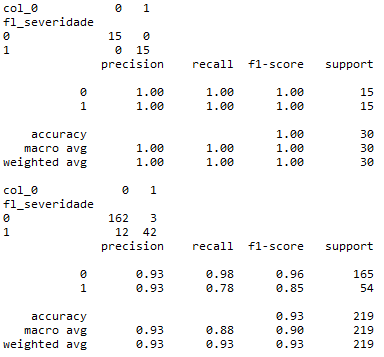 col_0 0 1
fl_severidade
0 15 0
1 0 15
precision recall f1-score support
0 1.00 1.00 1.00 15
1 1.00 1.00 1.00 15
accuracy 1.00 30
macro avg 1.00 1.00 1.00 30
weighted avg 1.00 1.00 1.00 30
col_0 0 1
fl_severidade
0 162 3
1 12 42
precision recall f1-score support
0 0.93 0.98 0.96 165
1 0.93 0.78 0.85 54
accuracy 0.93 219
macro avg 0.93 0.88 0.90 219
weighted avg 0.93 0.93 0.93 219